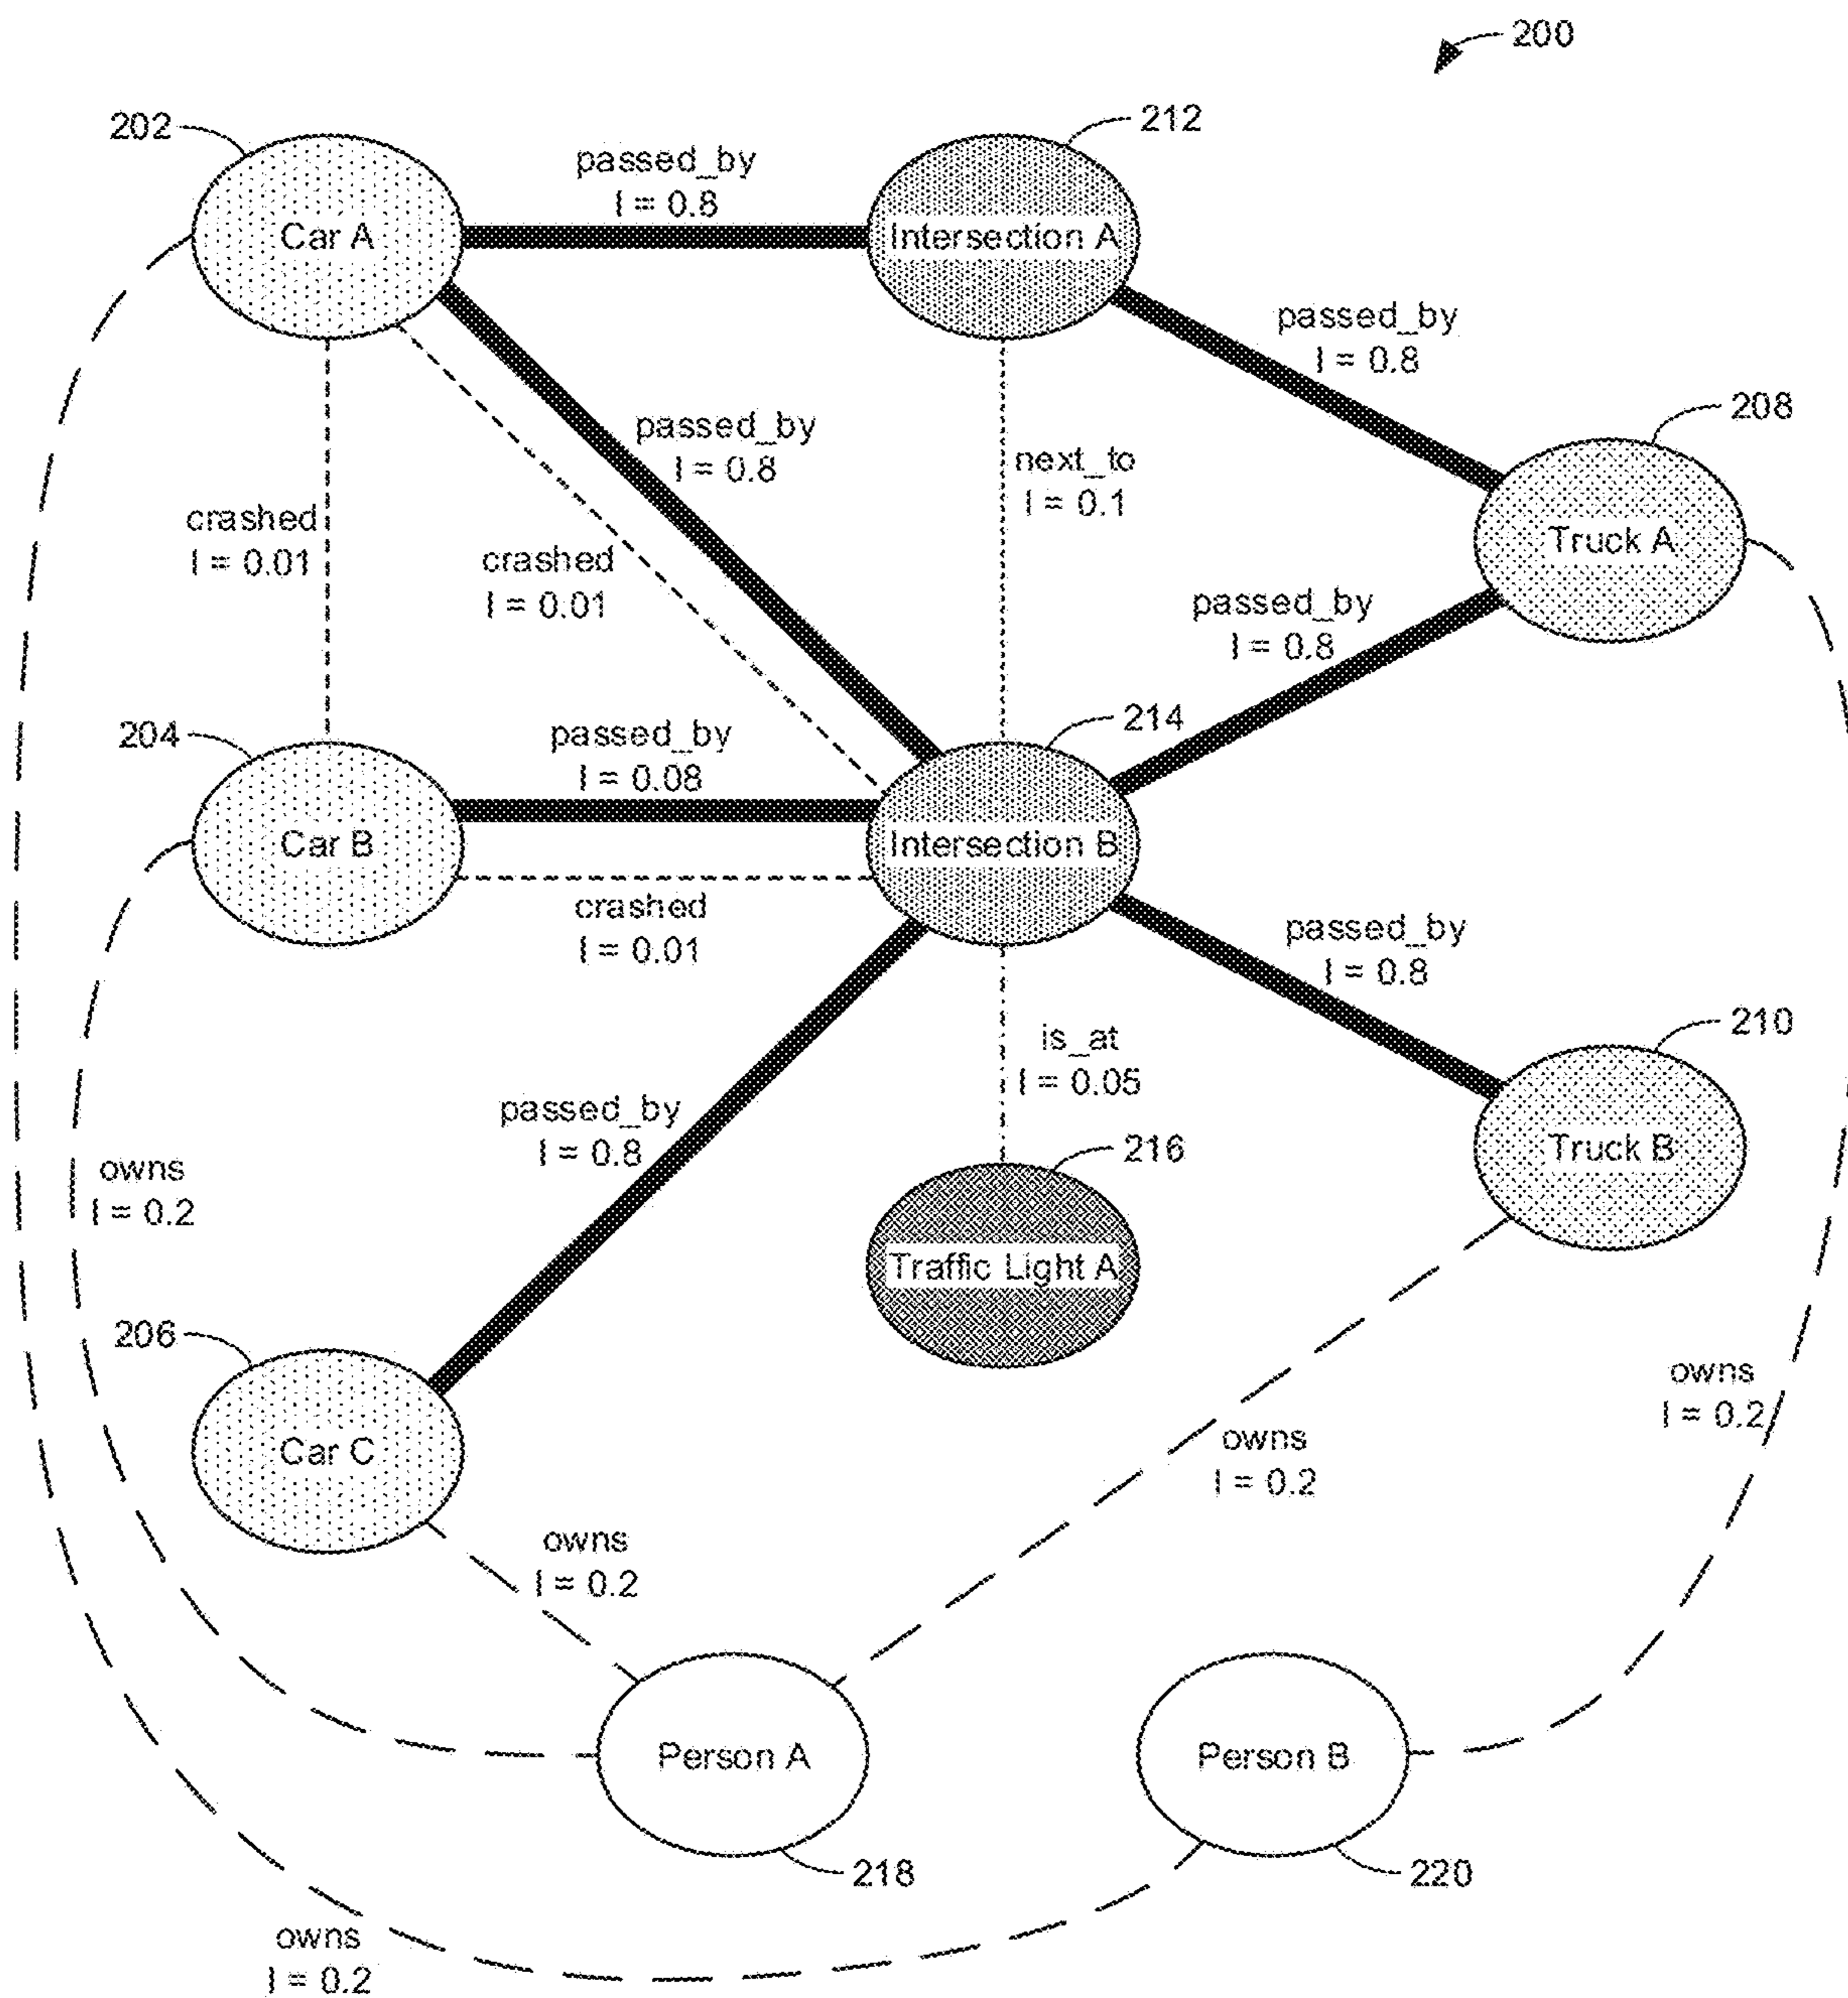 200
202
212
passed_by
I = 0.8
Car A
Intersection A
passed_by
I = 0.8
208
passed_by
I = 0.8
next_to
I = 0.1
crashed
I = 0.01
crashed
I = 0.01
Truck A
passed_by
I = 0.8
204
214
passed_by
I = 0.08
Car B
Intersection B
crashed
I = 0.01
passed_by
I = 0.8
210
is_at
I = 0.05
passed_by
I = 0.8
216
Truck B
owns
I = 0.2
Traffic Light A
206
owns
I = 0.2
Car C
owns
I = 0.2
owns
I = 0.2
Person A
Person B
218
220
owns
I = 0.2